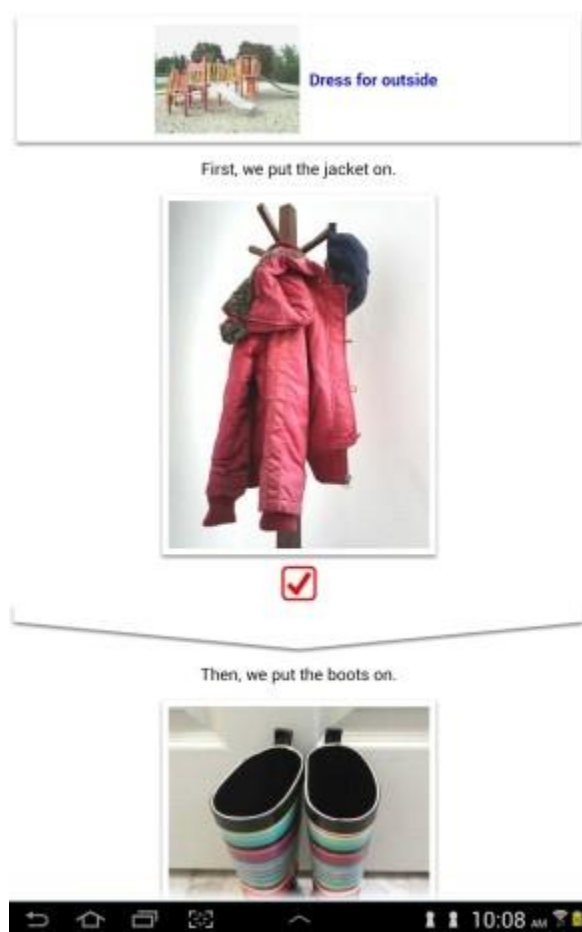 Dress for outside
First, we put the jacket on.
Then, we put the boots on.
10:08 AM